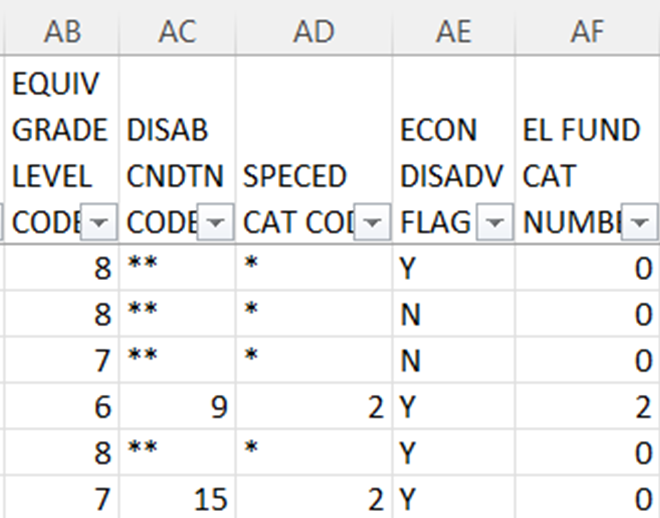 AB AC AD AE AF
EQUIV
GRADE DISAB ECON EL FUND
LEVEL CNDTN SPECED DISADV CAT
CODE CODE CAT COD FLAG NUMBE
8 ** * Y 0
8 ** * N 0
7 ** * N 0
6 9 2 Y 2
8 ** * Y 0
7 15 2 Y 0